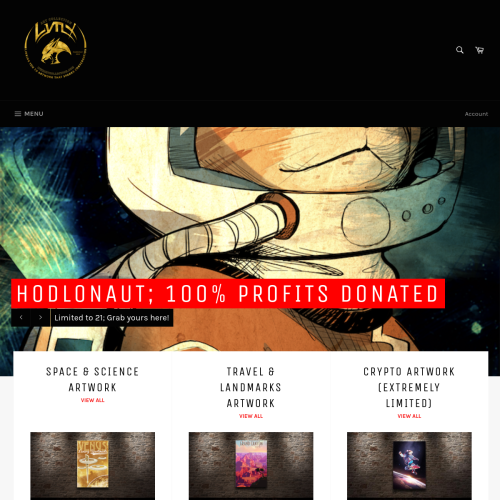 MENU
Account
HODLONAUT; 100% PROFITS DONATED
Limited to 21; Grab yours here!
SPACE & SCIENCE
ARTWORK
VIEW ALL
TRAVEL &
LANDMARKS
ARTWORK
VIEW ALL
CRYPTO ARTWORK
(EXTREMELY
LIMITED)
VIEW ALL
VENUS